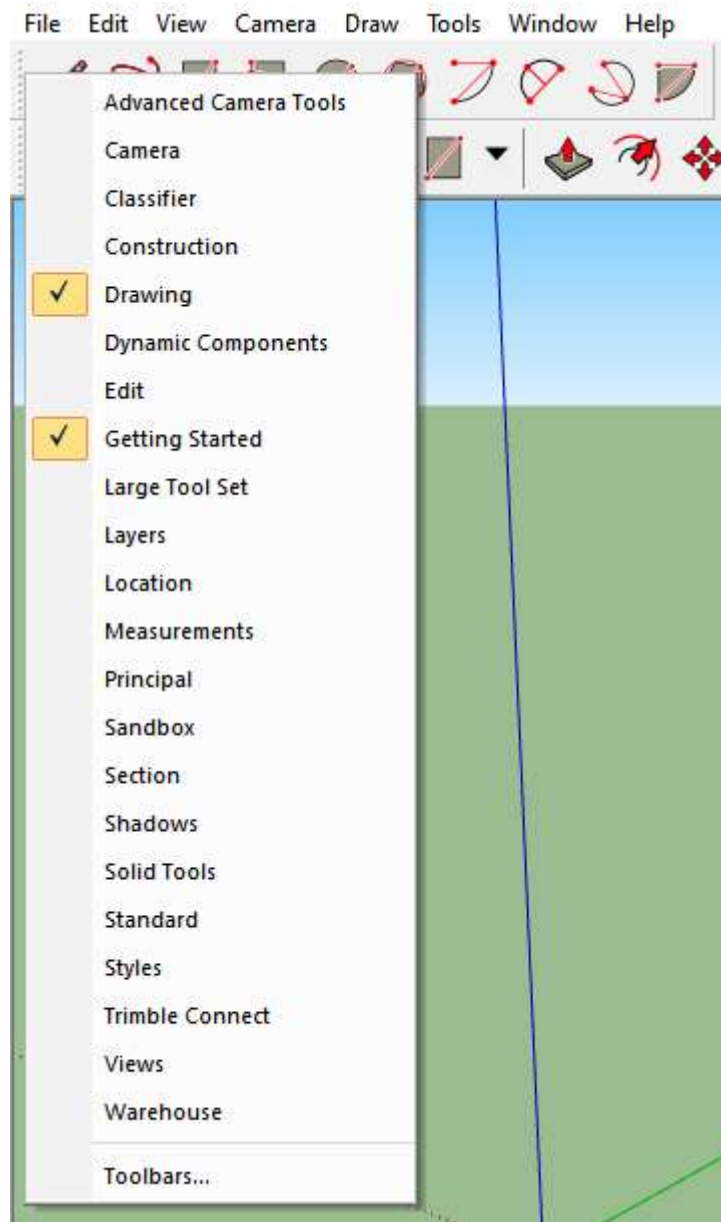 File Edit View Camera Draw Tools Window Help
Advanced Camera Tools
Camera
Classifier
Construction
Drawing
Dynamic Components
Edit
Getting Started
Large Tool Set
Layers
Location
Measurements
Principal
Sandbox
Section
Shadows
Solid Tools
Standard
Styles
Trimble Connect
Views
Warehouse
Toolbars...